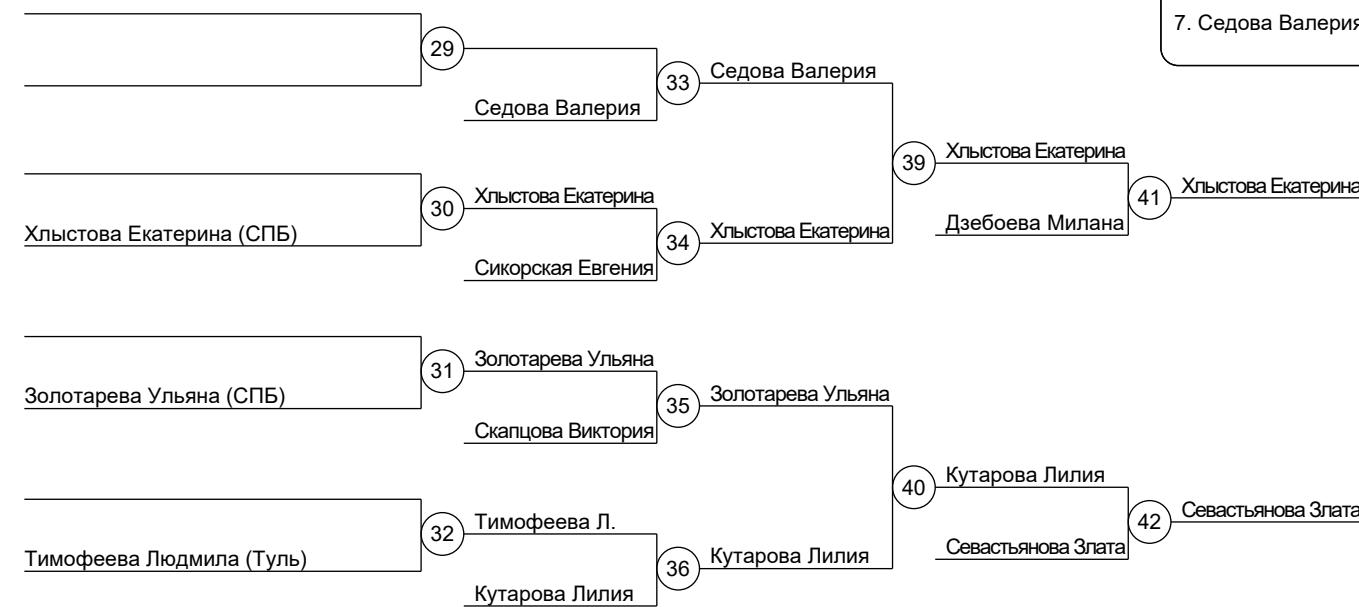 7. Седова Валерия
29
33
Седова Валерия
Седова Валерия
39
Хлыстова Екатерина
30
Хлыстова Екатерина
41
Хлыстова Екатерина
Хлыстова Екатерина (СПБ)
34
Хлыстова Екатерина
Дзебоева Милана
Сикорская Евгения
31
Золотарева Ульяна
Золотарева Ульяна (СПБ)
35
Золотарева Ульяна
Скапцова Виктория
40
Кутарова Лилия
32
Тимофеева Л.
42
Севастьянова Злата
Тимофеева Людмила (Туль)
36
Кутарова Лилия
Севастьянова Злата
Кутарова Лилия